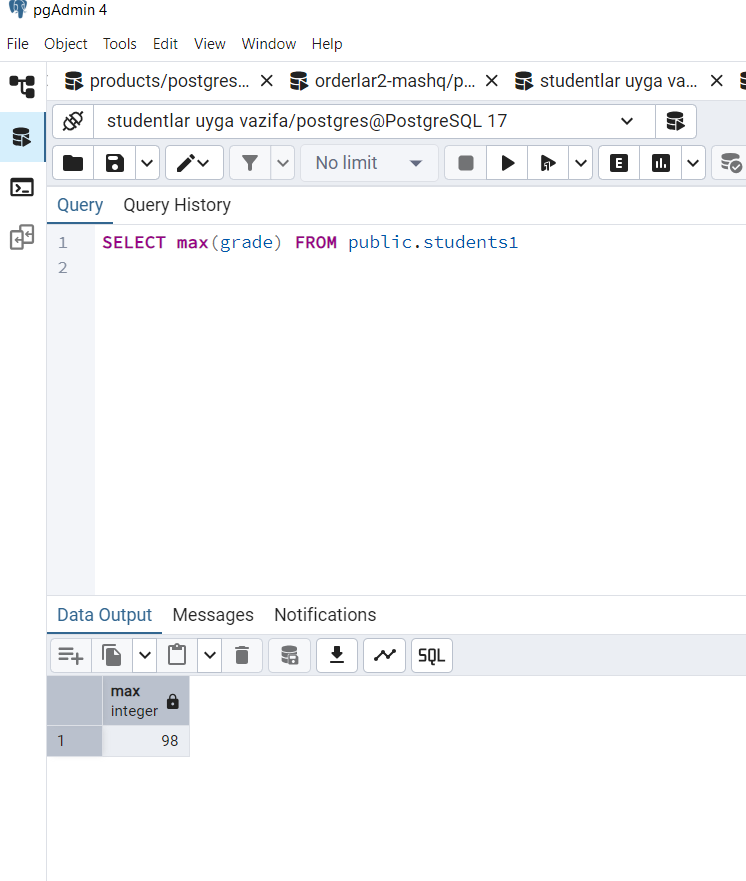 pgAdmin 4
File Object Tools Edit View Window Help
products/postgres... orderlar2-mashq/p... studentlar uyga va...
studentlar uyga vazifa/postgres@PostgreSQL 17
No limit
E
Query Query History
1 SELECT max(grade) FROM public.students1
2
Data Output Messages Notifications
SQL
max
integer
1 98